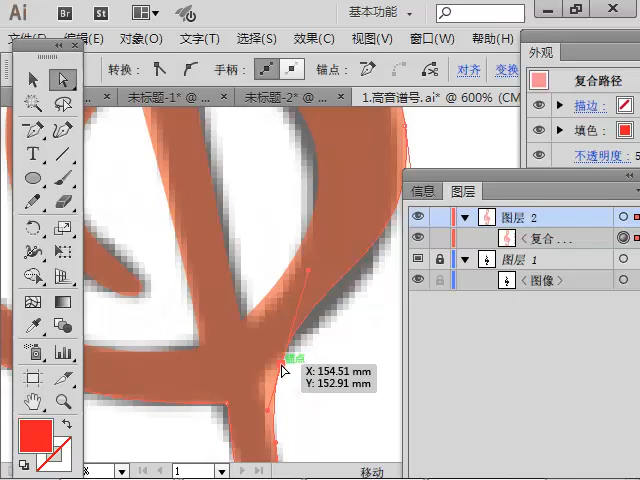 Ai Br St 基本功能
文件(F) 编辑(E) 对象(O) 文字(T) 选择(S) 效果(C) 视图(V) 窗口(W) 帮助(H)
转换: 手柄: 锚点: 对齐 变换
未标题-1* @ ... × 未标题-2* @ ... × 1.高音谱号.ai* @ 600% (CM
外观
复合路径
描边:
填色:
不透明度: 5
信息 图层
图层 2
<复合...
图层 1
<图像>
锚点
X: 154.51 mm
Y: 152.91 mm
% 1 移动